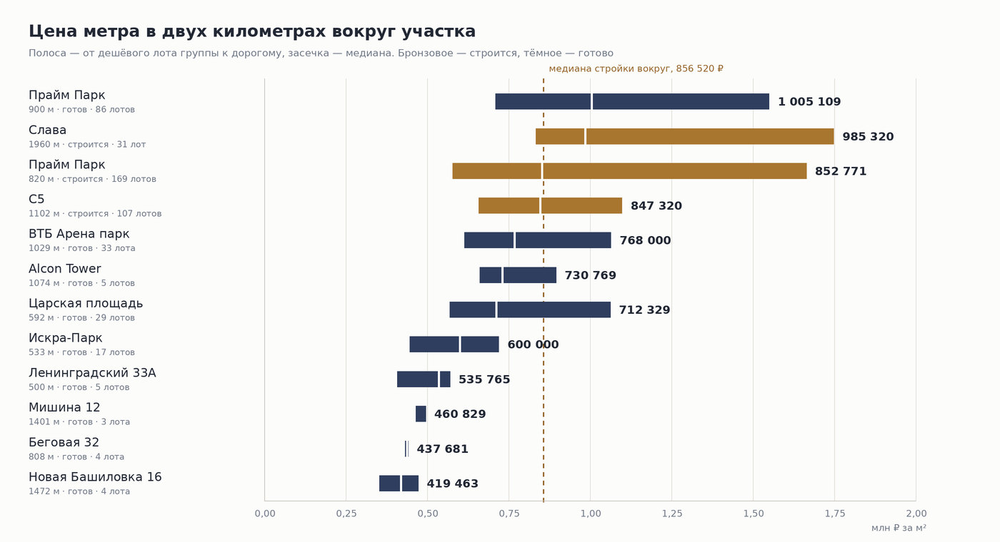 Цена метра в двух километрах вокруг участка
Полоса — от дешёвого лота группы к дорогому, засечка — медиана. Бронзовое — строится, тёмное — готово
медиана стройки вокруг, 856 520 ₽
Прайм Парк
900 м · готов · 86 лотов
1 005 109
Слава
1960 м · строится · 31 лот
985 320
Прайм Парк
820 м · строится · 169 лотов
852 771
С5
1102 м · строится · 107 лотов
847 320
ВТБ Арена парк
1029 м · готов · 33 лота
768 000
Alcon Tower
1074 м · готов · 5 лотов
730 769
Царская площадь
592 м · готов · 29 лотов
712 329
Искра-Парк
533 м · готов · 17 лотов
600 000
Ленинградский 33А
500 м · готов · 5 лотов
535 765
Мишина 12
1401 м · готов · 3 лота
460 829
Беговая 32
808 м · готов · 4 лота
437 681
Новая Башиловка 16
1472 м · готов · 4 лота
419 463
0,00 0,25 0,50 0,75 1,00 1,25 1,50 1,75 2,00
млн ₽ за м²